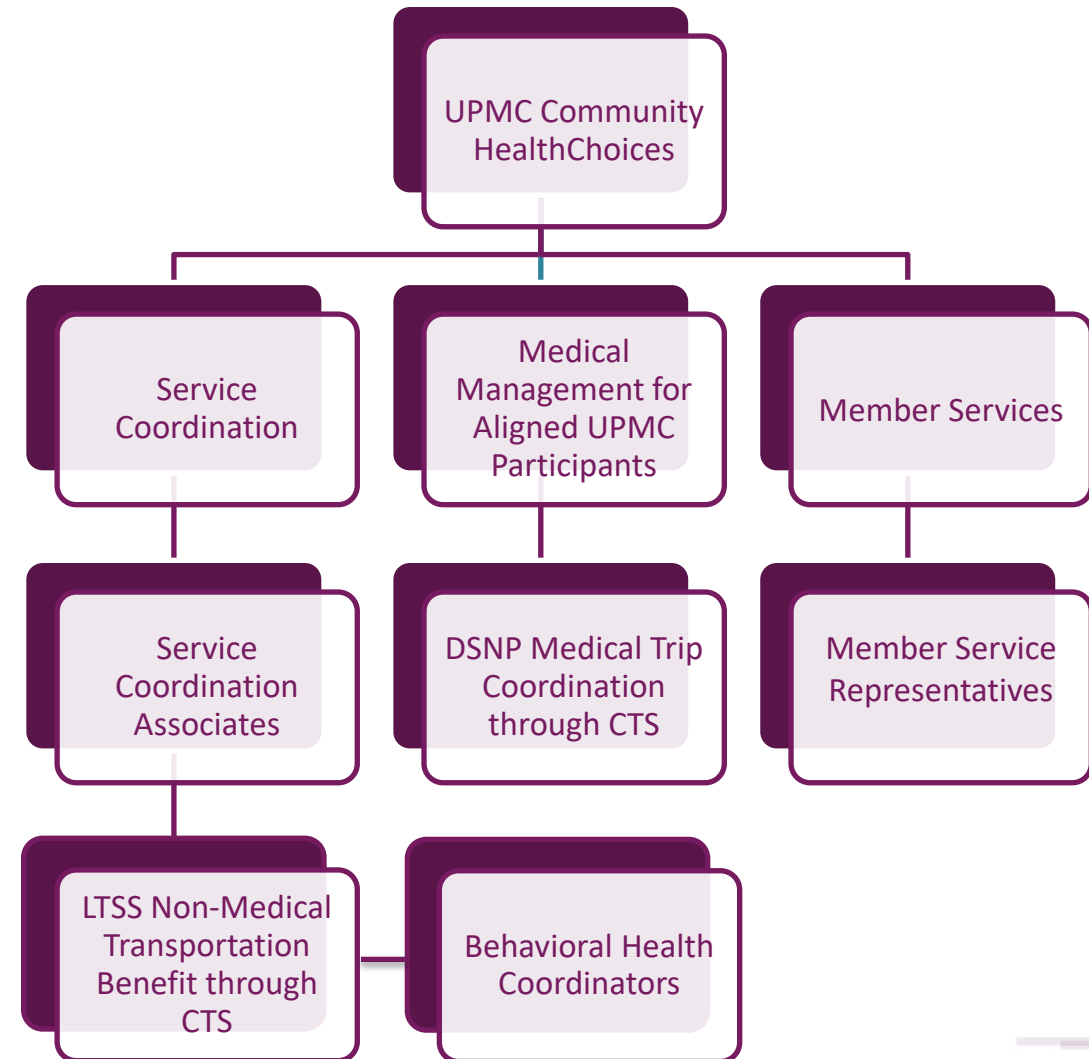 UPMC Community
HealthChoices
Service
Coordination
Medical
Management for
Aligned UPMC
Participants
Member Services
Service
Coordination
Associates
DSNP Medical Trip
Coordination
through CTS
Member Service
Representatives
LTSS Non-Medical
Transportation
Benefit through
CTS
Behavioral Health
Coordinators